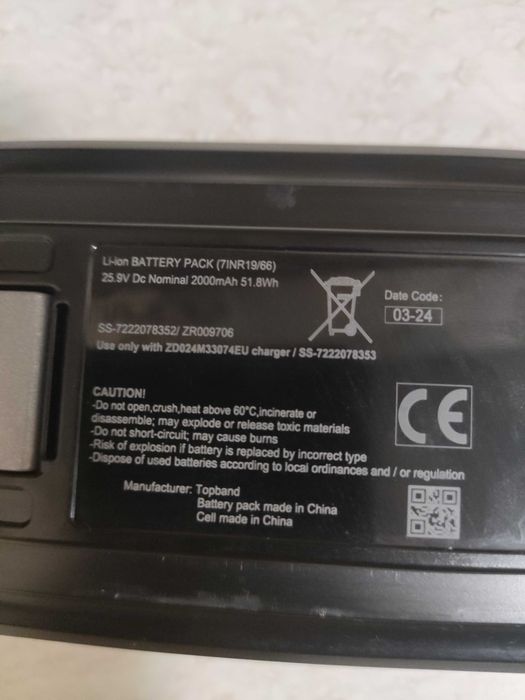 Li-ion BATTERY PACK (7INR19/66)
25.9V Dc Nominal 2000mAh 51.8Wh
Date Code:
03-24
SS-7222078352/ ZR009706
Use only with ZD024M33074EU charger / SS-7222078353
CAUTION!
-Do not open,crush,heat above 60°C,incinerate or
disassemble; may explode or release toxic materials
-Do not short-circuit; may cause burns
-Risk of explosion if battery is replaced by incorrect type
-Dispose of used batteries according to local ordinances and / or regulation
CE
Manufacturer: Topband
Battery pack made in China
Cell made in China